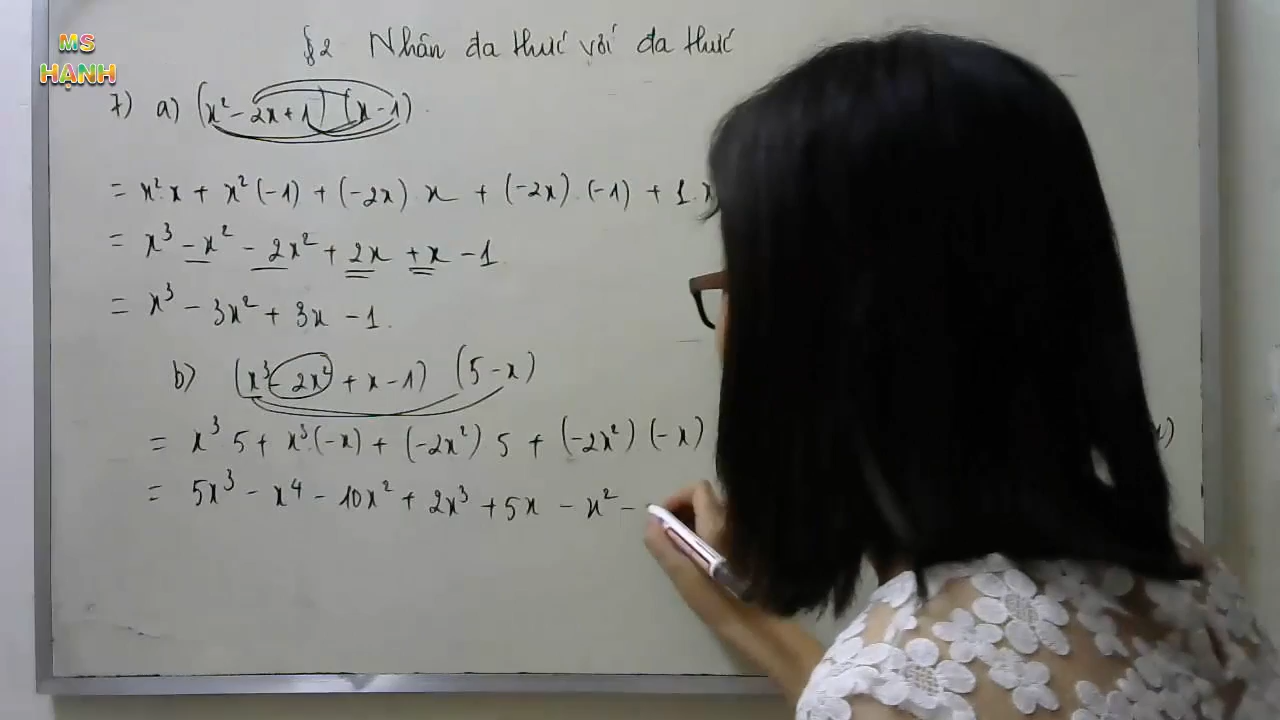 MS
HẠNH
§2 Nhân đa thức với đa thức
7) a) (x² - 2x + 1) (x - 1).
= x².x + x² (-1) + (-2x) x + (-2x).(-1) + 1.x
= x³ - x² - 2x² + 2x + x - 1
= x³ - 3x² + 3x - 1.
b) (x³ - 2x² + x - 1) (5 - x)
= x³ 5 + x³.(-x) + (-2x²) 5 + (-2x²) (-x)
= 5x³ - x⁴ - 10x² + 2x³ + 5x - x² -